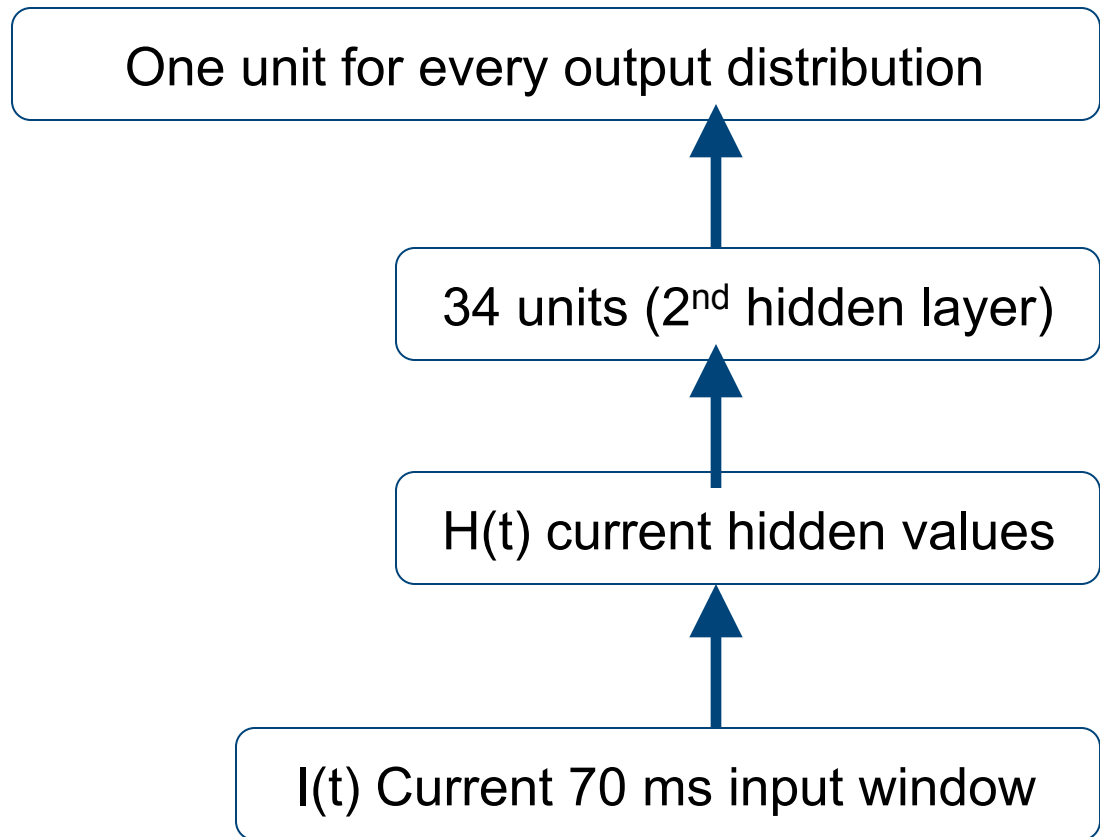 One unit for every output distribution
34 units (2nd hidden layer)
H(t) current hidden values
I(t) Current 70 ms input window